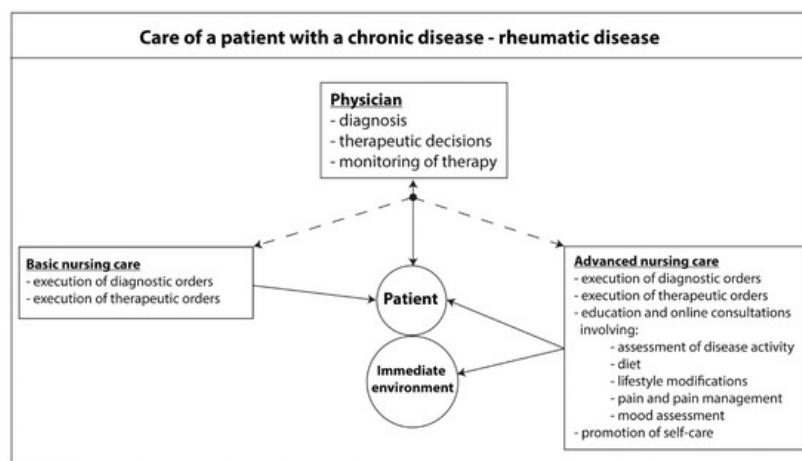 Care of a patient with a chronic disease - rheumatic disease
Physician
- diagnosis
- therapeutic decisions
- monitoring of therapy
Basic nursing care
- execution of diagnostic orders
- execution of therapeutic orders
Patient
Immediate
environment
Advanced nursing care
- execution of diagnostic orders
- execution of therapeutic orders
- education and online consultations
involving:
- assessment of disease activity
- diet
- lifestyle modifications
- pain and pain management
- mood assessment
- promotion of self-care